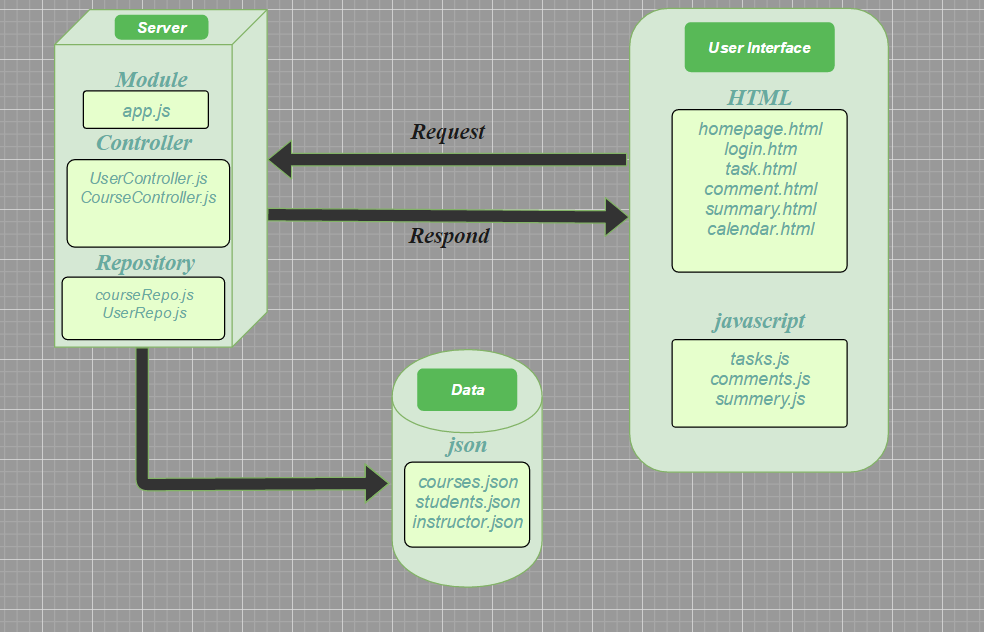 Server
Module
app.js
Controller
UserController.js
CourseController.js
Repository
courseRepo.js
UserRepo.js
Request
Respond
User Interface
HTML
homepage.html
login.htm
task.html
comment.html
summary.html
calendar.html
javascript
tasks.js
comments.js
summery.js
Data
json
courses.json
students.json
instructor.json